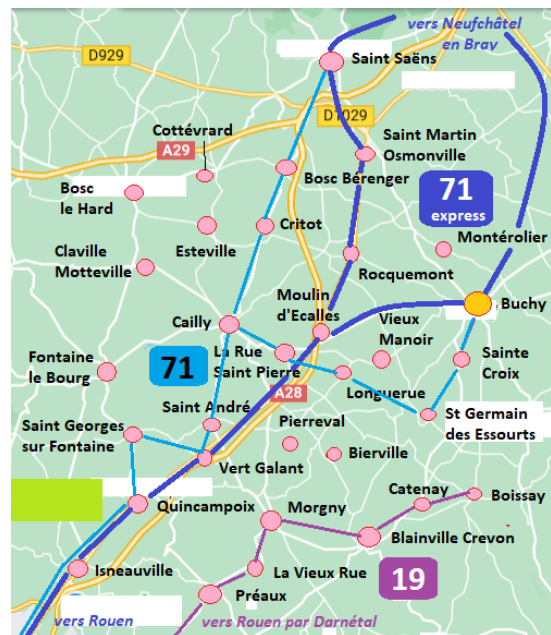 vers Neufchâtel
en Bray
D929
Saint Saëns
D1029
Cottévrard
A29
Saint Martin
Osmonville
Bosc
le Hard
Bosc Bérenger
71
express
Critot
Esteville
Montérolier
Claville
Motteville
Rocquemont
Moulin
d'Ecalles
Buchy
Cailly
Vieux
Manoir
Fontaine
le Bourg
71
La Rue
Saint Pierre
Sainte
Croix
A28
Longuerue
Saint André
St Germain
des Essourts
Saint Georges
sur Fontaine
Pierreval
Bierville
Vert Galant
Catenay
Boissay
Quincampoix
Morgny
Blainville Crevon
Isneauville
La Vieux Rue
19
Préaux
vers Rouen
vers Rouen par Darnétal